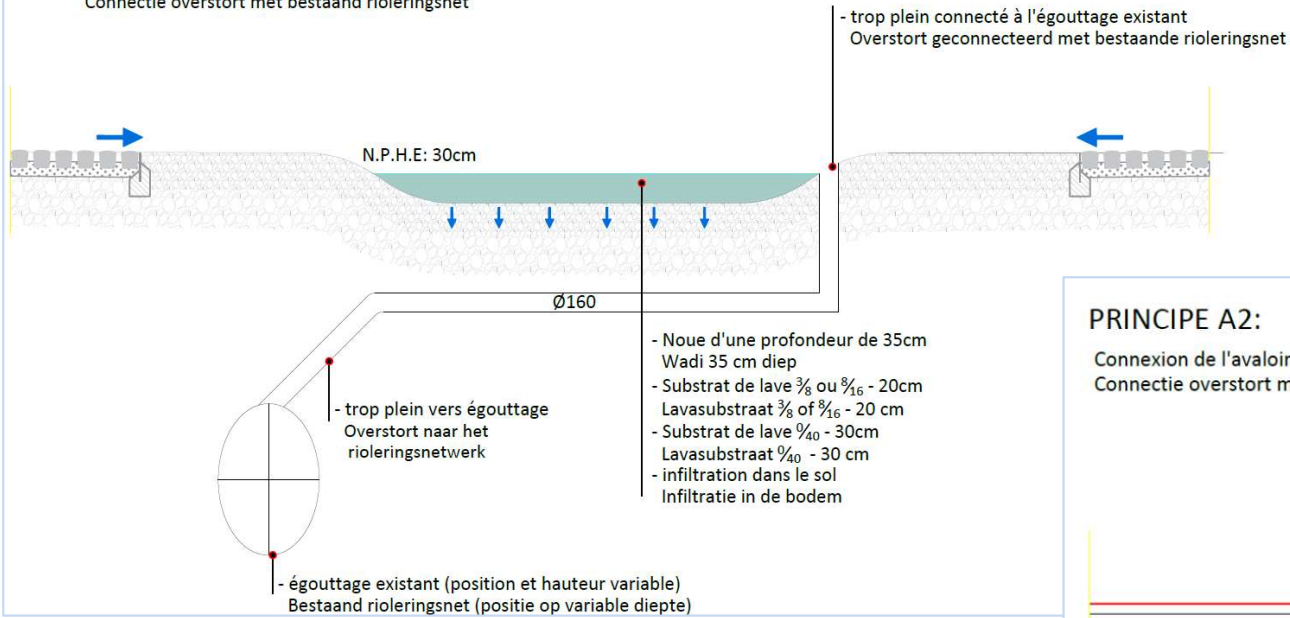 Connectie overstort met bestaand rioleringsnet
- trop plein connecté à l'égouttage existant
Overstort geconnecteerd met bestaande rioleringsnet
N.P.H.E: 30cm
Ø160
- Noue d'une profondeur de 35cm
Wadi 35 cm diep
- Substrat de lave ⅜ ou 8⁄16 - 20cm
Lavasubstraat ⅜ of 8⁄16 - 20 cm
- Substrat de lave 0⁄40 - 30cm
Lavasubstraat 0⁄40 - 30 cm
- infiltration dans le sol
Infiltratie in de bodem
- trop plein vers égouttage
Overstort naar het
rioleringsnetwerk
- égouttage existant (position et hauteur variable)
Bestaand rioleringsnet (positie op variable diepte)
PRINCIPE A2:
Connexion de l'avaloir
Connectie overstort m